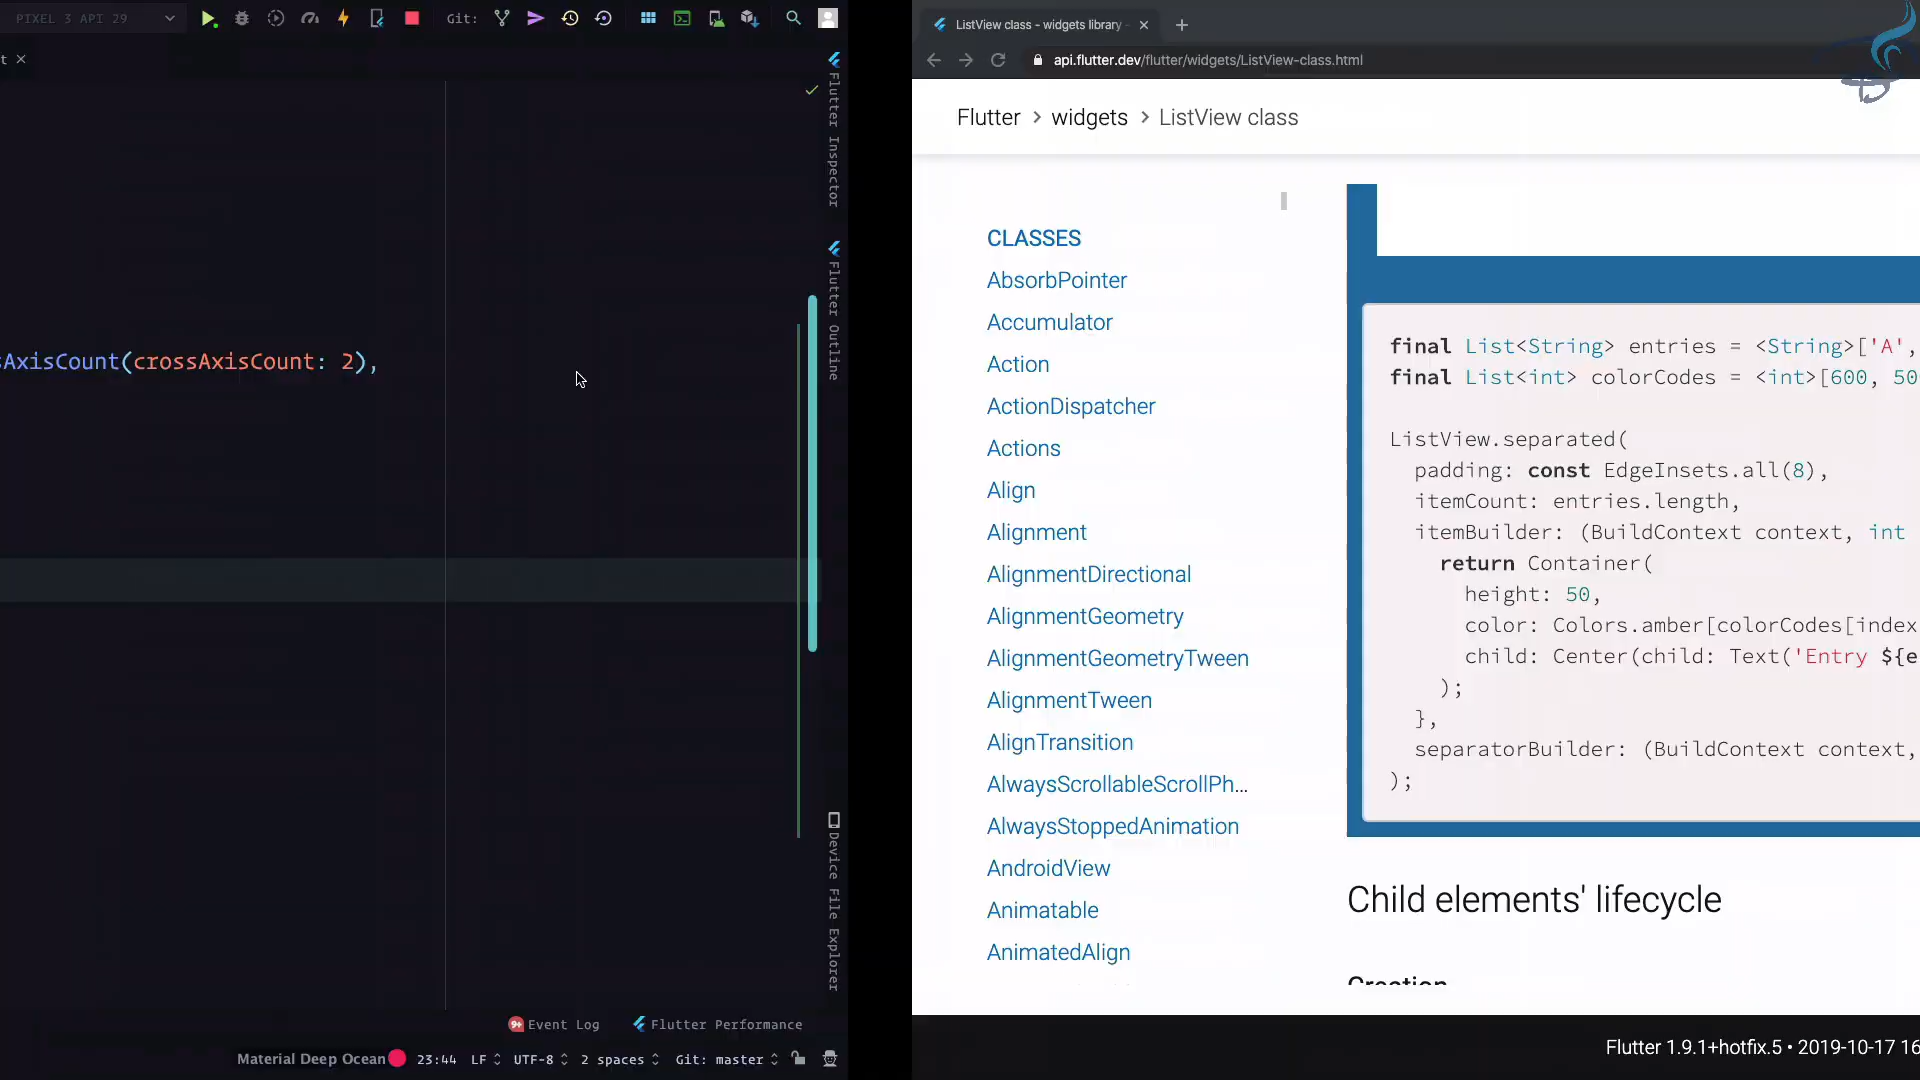 PIXEL 3 API 29
Git:
t
sAxisCount(crossAxisCount: 2),
Flutter Inspector
Flutter Outline
Device File Explorer
9+ Event Log
Flutter Performance
Material Deep Ocean
23:44
LF
UTF-8
2 spaces
Git: master
ListView class - widgets library -
api.flutter.dev/flutter/widgets/ListView-class.html
Flutter > widgets > ListView class
CLASSES
AbsorbPointer
Accumulator
Action
ActionDispatcher
Actions
Align
Alignment
AlignmentDirectional
AlignmentGeometry
AlignmentGeometryTween
AlignmentTween
AlignTransition
AlwaysScrollableScrollPh...
AlwaysStoppedAnimation
AndroidView
Animatable
AnimatedAlign
final List<String> entries = <String>['A',
final List<int> colorCodes = <int>[600, 50
ListView.separated(
padding: const EdgeInsets.all(8),
itemCount: entries.length,
itemBuilder: (BuildContext context, int
return Container(
height: 50,
color: Colors.amber[colorCodes[index
child: Center(child: Text('Entry ${e
);
},
separatorBuilder: (BuildContext context,
);
Child elements' lifecycle
Creation
Flutter 1.9.1+hotfix.5 • 2019-10-17 16